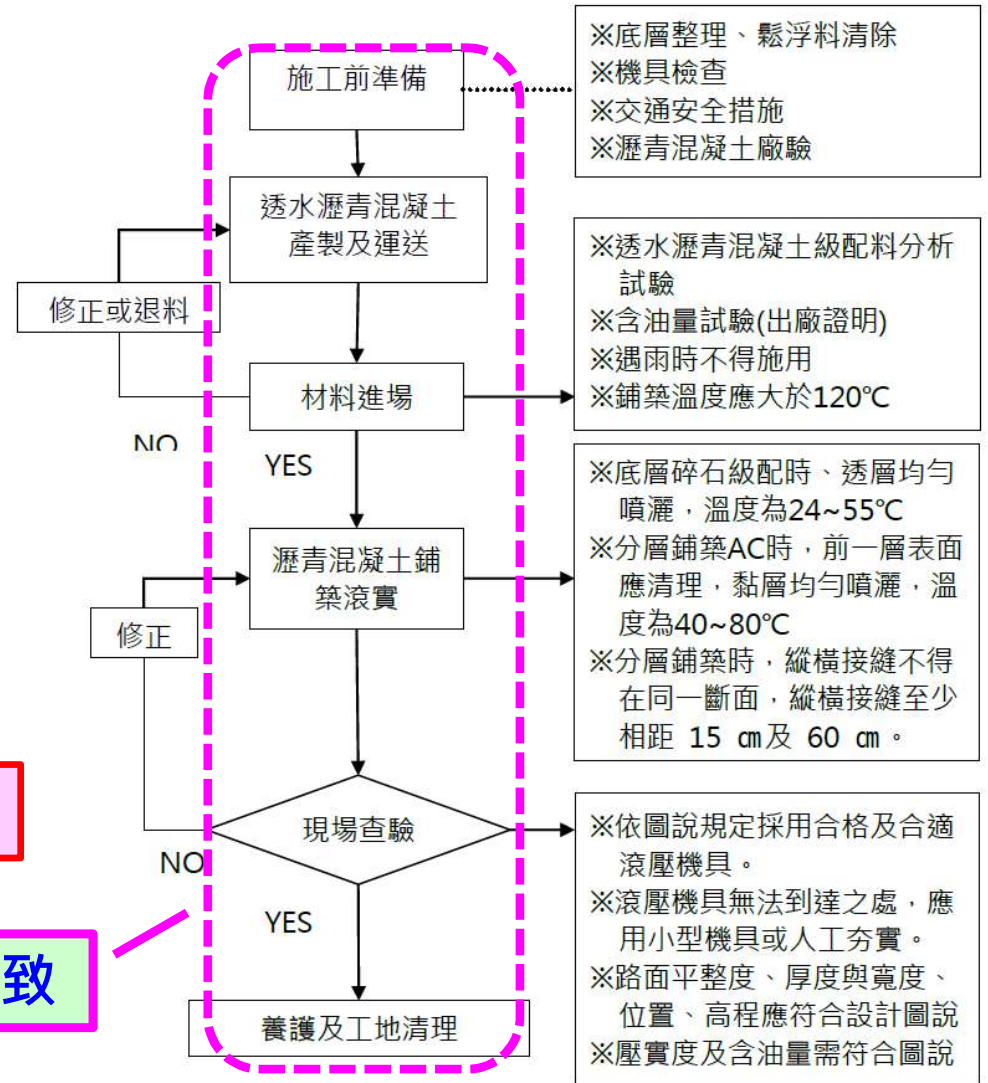 施工前準備
※底層整理、鬆浮料清除
※機具檢查
※交通安全措施
※瀝青混凝土廠驗
透水瀝青混凝土
產製及運送
修正或退料
材料進場
※透水瀝青混凝土級配料分析
試驗
※含油量試驗(出廠證明)
※遇雨時不得施用
※鋪築溫度應大於120℃
NO
YES
瀝青混凝土鋪
築滾實
修正
※底層碎石級配時、透層均勻
噴灑，溫度為24~55℃
※分層鋪築AC時，前一層表面
應清理，黏層均勻噴灑，溫
度為40~80℃
※分層鋪築時，縱橫接縫不得
在同一斷面，縱橫接縫至少
相距 15 ㎝及 60 ㎝。
現場查驗
NO
YES
※依圖說規定採用合格及合適
滾壓機具。
※滾壓機具無法到達之處，應
用小型機具或人工夯實。
※路面平整度、厚度與寬度、
位置、高程應符合設計圖說
※壓實度及含油量需符合圖說
致
養護及工地清理